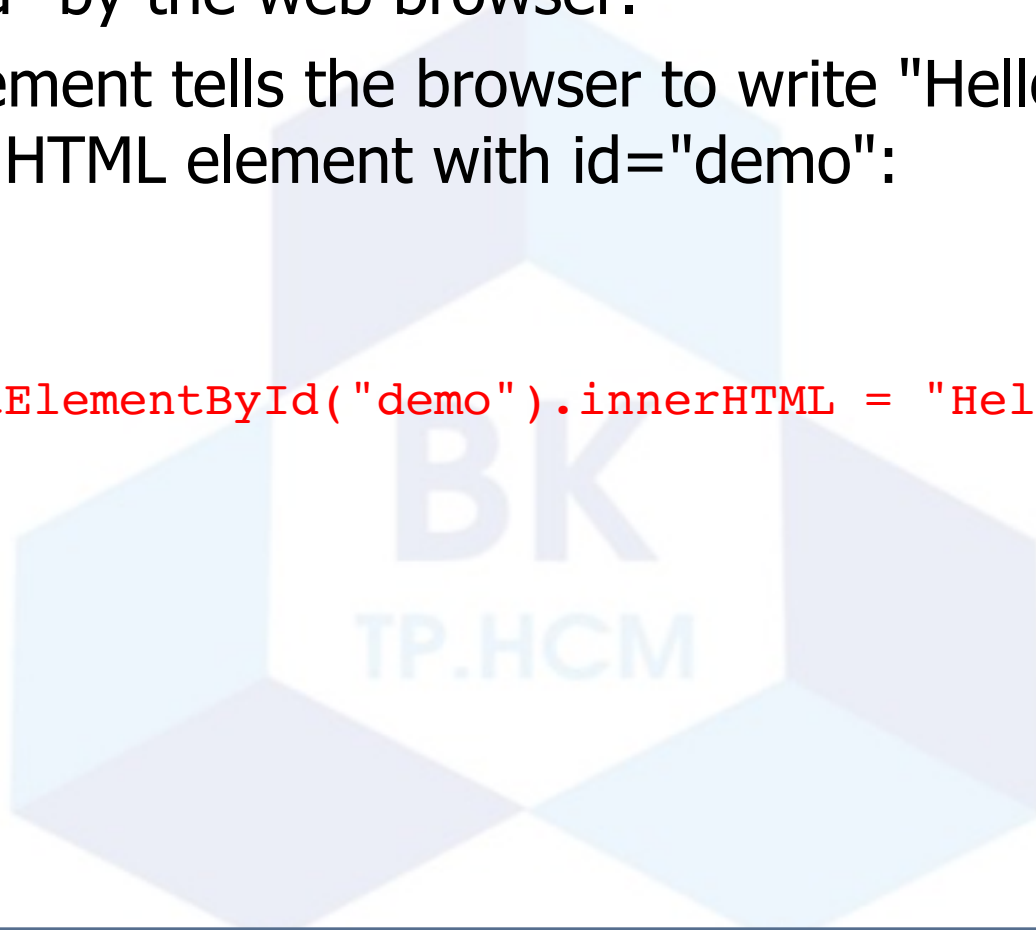 by the web browser.
ement tells the browser to write "Hell
HTML element with id="demo":
ElementById("demo").innerHTML = "Hel
BK
TP.HCM